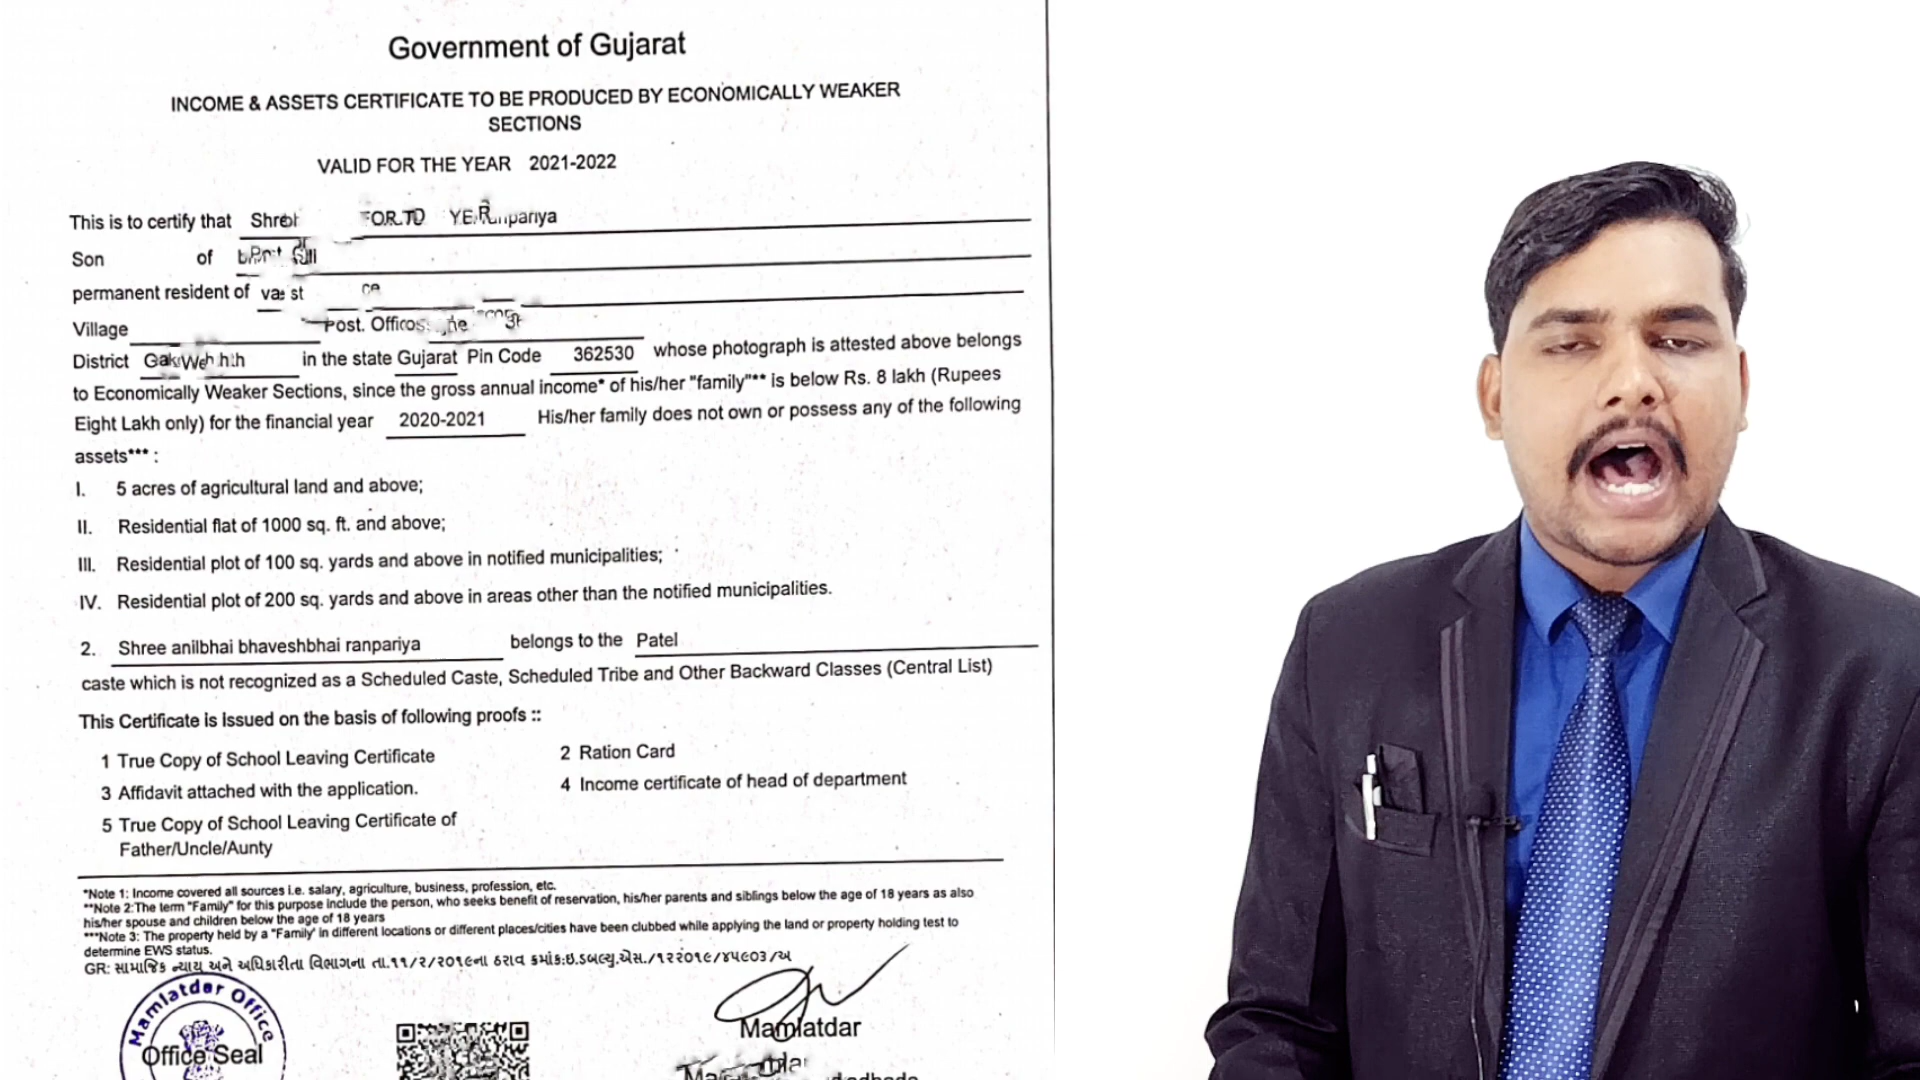 Government of Gujarat
INCOME & ASSETS CERTIFICATE TO BE PRODUCED BY ECONOMICALLY WEAKER
SECTIONS
VALID FOR THE YEAR 2021-2022
This is to certify that
Son of
permanent resident of
Village Post.
District in the state Gujarat Pin Code 362530 whose photograph is attested above belongs
to Economically Weaker Sections, since the gross annual income* of his/her "family"** is below Rs. 8 lakh (Rupees
Eight Lakh only) for the financial year 2020-2021 His/her family does not own or possess any of the following
assets*** :
I. 5 acres of agricultural land and above;
II. Residential flat of 1000 sq. ft. and above;
III. Residential plot of 100 sq. yards and above in notified municipalities;
IV. Residential plot of 200 sq. yards and above in areas other than the notified municipalities.
2. Shree anilbhai bhaveshbhai ranpariya belongs to the Patel
caste which is not recognized as a Scheduled Caste, Scheduled Tribe and Other Backward Classes (Central List)
This Certificate is issued on the basis of following proofs ::
1 True Copy of School Leaving Certificate 2 Ration Card
3 Affidavit attached with the application. 4 Income certificate of head of department
5 True Copy of School Leaving Certificate of
Father/Uncle/Aunty
*Note 1: Income covered all sources i.e. salary, agriculture, business, profession, etc.
**Note 2:The term "Family" for this purpose include the person, who seeks benefit of reservation, his/her parents and siblings below the age of 18 years as also
his/her spouse and children below the age of 18 years
***Note 3: The property held by a "Family' in different locations or different places/cities have been clubbed while applying the land or property holding test to
determine EWS status.
GR: સામાજિક ન્યાય અને અધિકારીતા વિભાગના તા.૧૧/૨/૨૦૧૯ના ઠરાવ ક્રમાંક:ઇ.ડબલ્યુ.એસ./૧૨૨૦૧૯/૪૫૯૦૩/અ
Mamlatdar Office
Office Seal
Mamlatdar